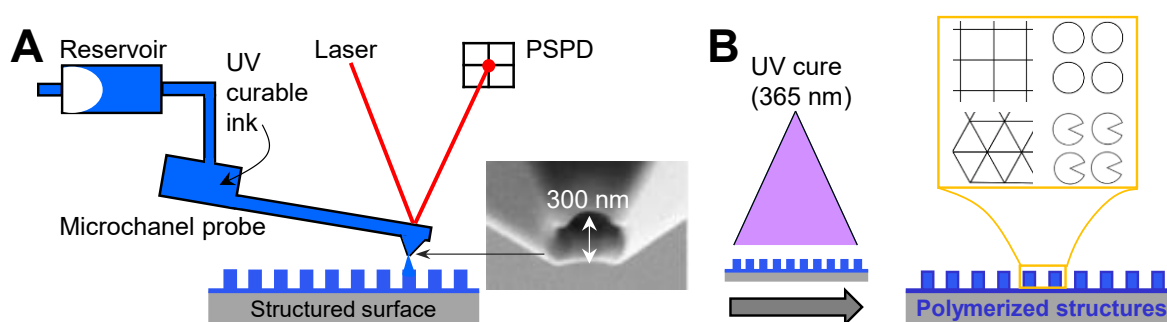 A
Reservoir
UV
curable
ink
Laser
PSPD
Microchanel probe
300 nm
Structured surface
B
UV cure
(365 nm)
Polymerized structures